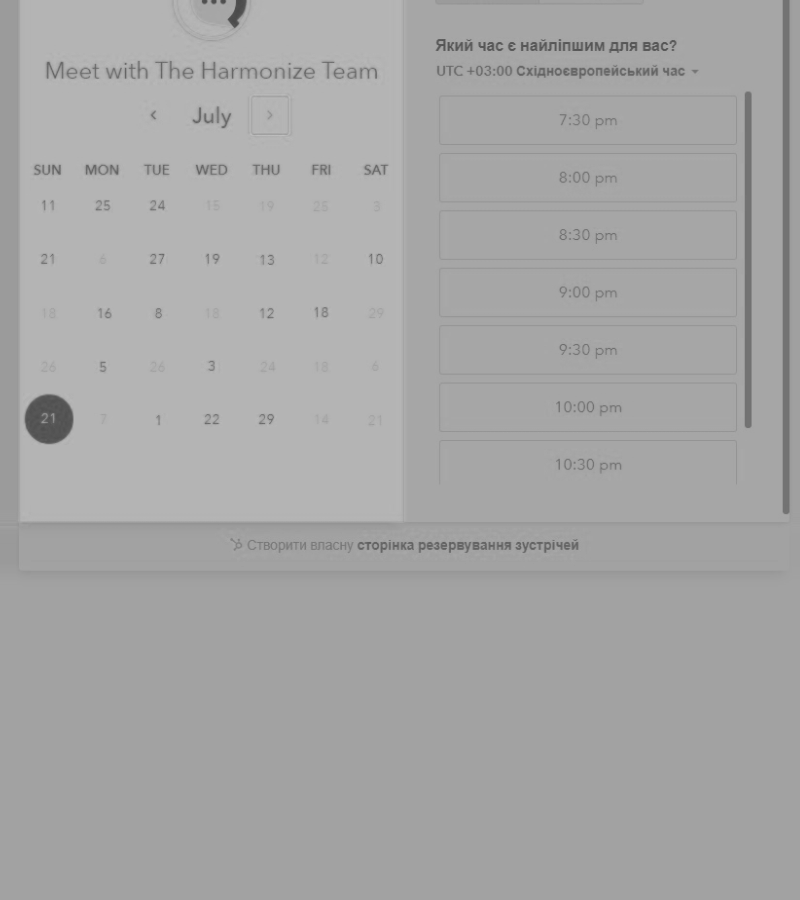 Meet with The Harmonize Team
July
SUN MON TUE WED THU FRI SAT
11 25 24 15 19 25 3
21 6 27 19 13 12 10
18 16 8 18 12 18 29
26 5 26 3 24 18 6
21 7 1 22 29 14 21
Який час є найліпшим для вас?
UTC +03:00 Східноєвропейський час
7:30 pm
8:00 pm
8:30 pm
9:00 pm
9:30 pm
10:00 pm
10:30 pm
Створити власну сторінка резервування зустрічей